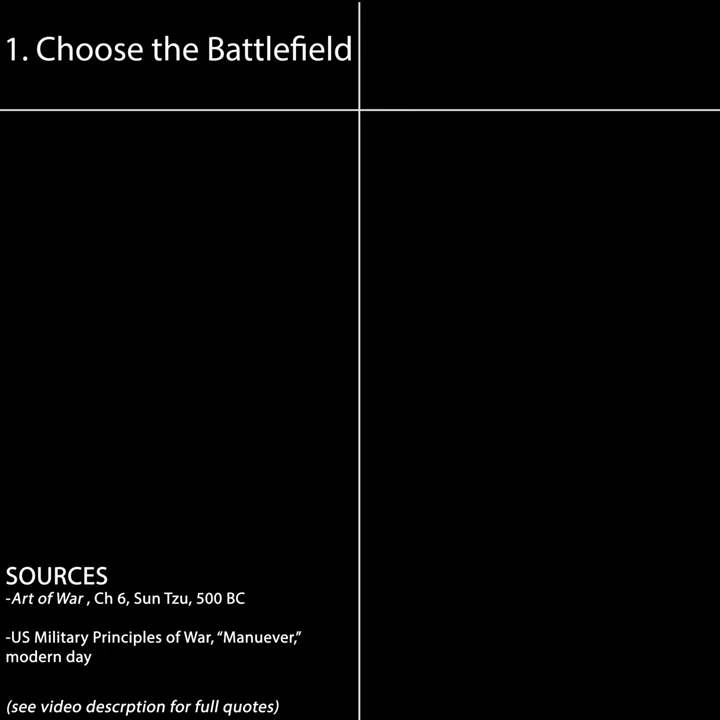 1. Choose the Battlefield
SOURCES
-Art of War , Ch 6, Sun Tzu, 500 BC
-US Military Principles of War, “Manuever,”
modern day
(see video descrption for full quotes)